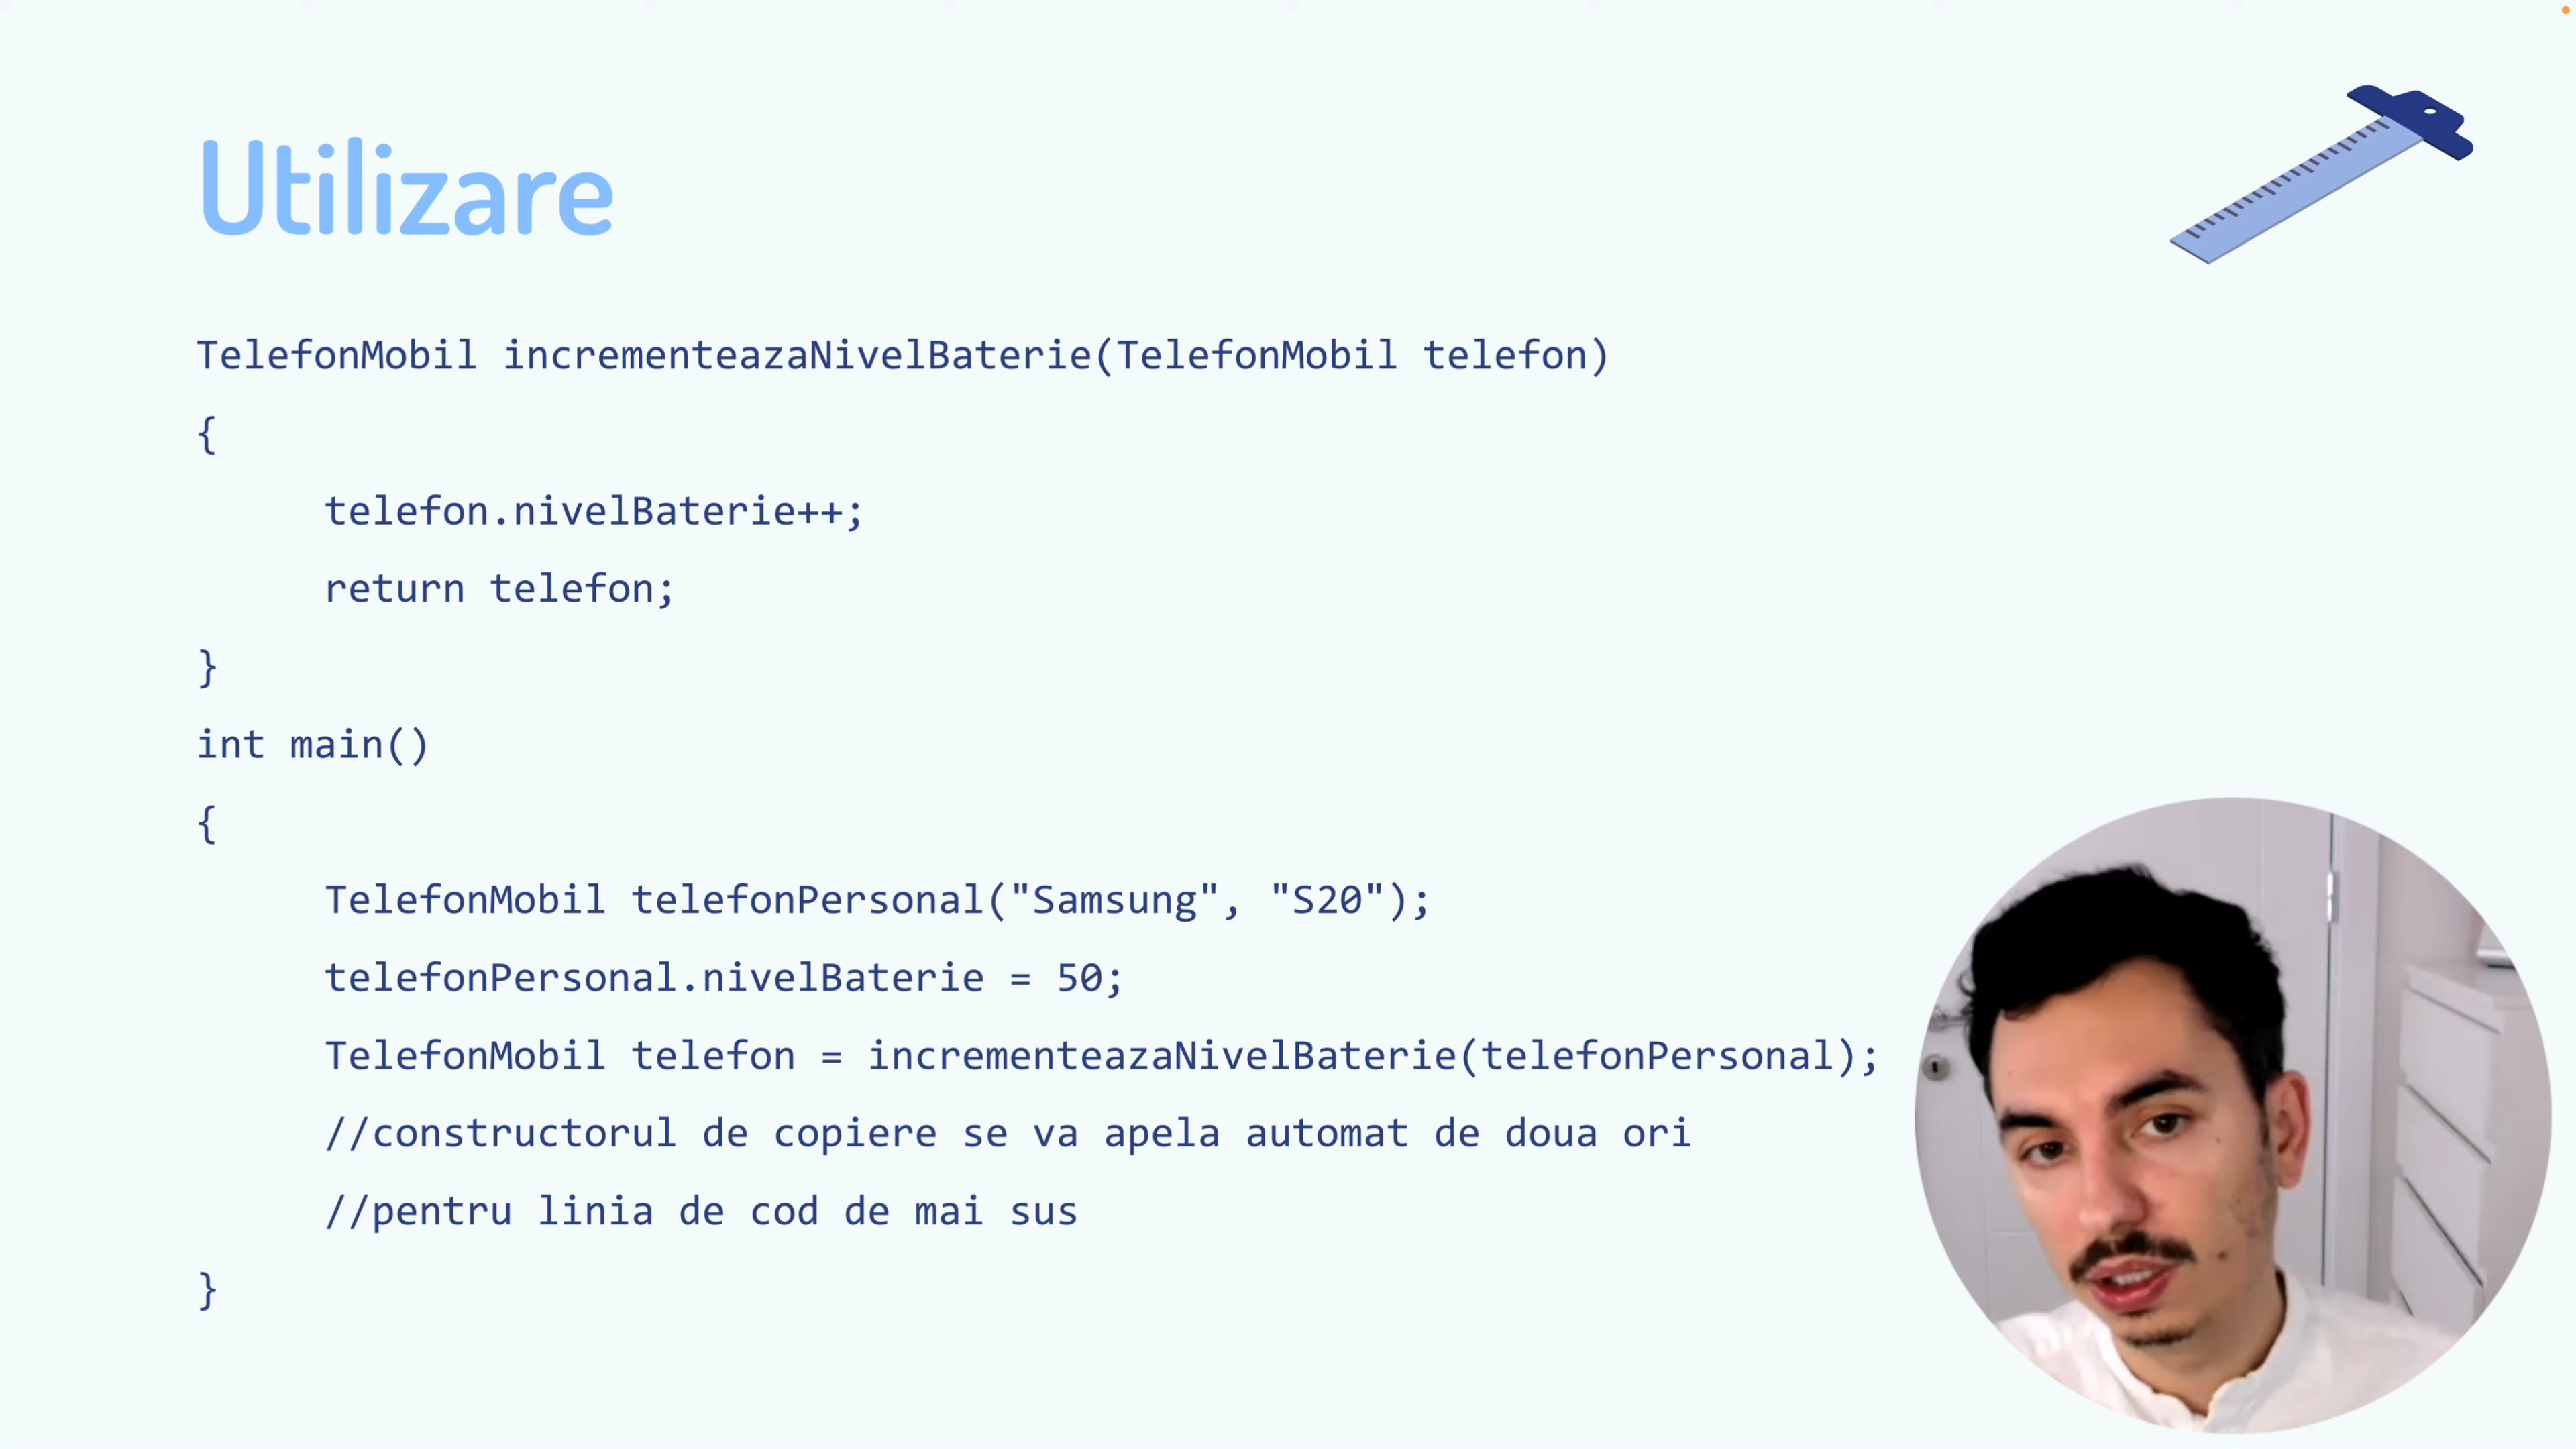 Utilizare
TelefonMobil incrementeazaNivelBaterie(TelefonMobil telefon)
{
telefon.nivelBaterie++;
return telefon;
}
int main()
{
TelefonMobil telefonPersonal("Samsung", "S20");
telefonPersonal.nivelBaterie = 50;
TelefonMobil telefon = incrementeazaNivelBaterie(telefonPersonal);
//constructorul de copiere se va apela automat de doua ori
//pentru linia de cod de mai sus
}